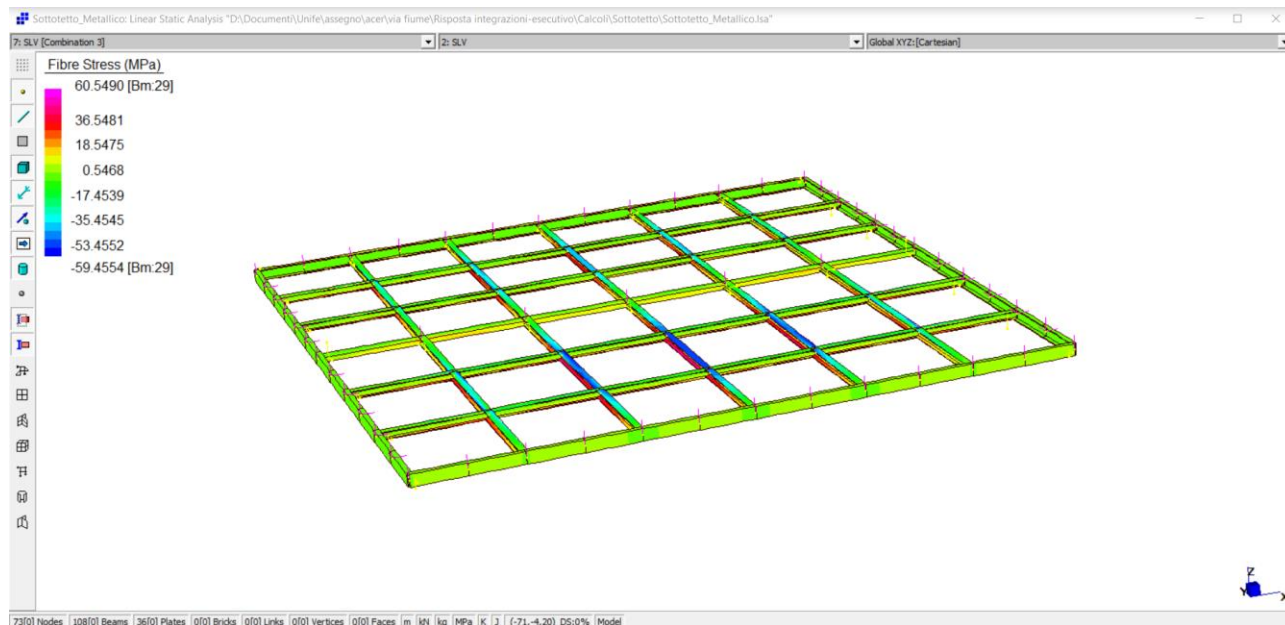 Sottotetto_Metallico: Linear Static Analysis "D:\Documenti\Unife\assegno\acer\via fiume\Risposta integrazioni-esecutivo\Calcoli\Sottotetto\Sottotetto_Metallico.lsa"
7: SLV [Combination 3] 2: SLV Global XYZ:[Cartesian]
Fibre Stress (MPa)
60.5490 [Bm:29]
36.5481
18.5475
0.5468
-17.4539
-35.4545
-53.4552
-59.4554 [Bm:29]
Z
Y X
73[0] Nodes 108[0] Beams 36[0] Plates 0[0] Bricks 0[0] Links 0[0] Vertices 0[0] Faces m kN kg MPa K J (-71,-4,20) DS:0% Model